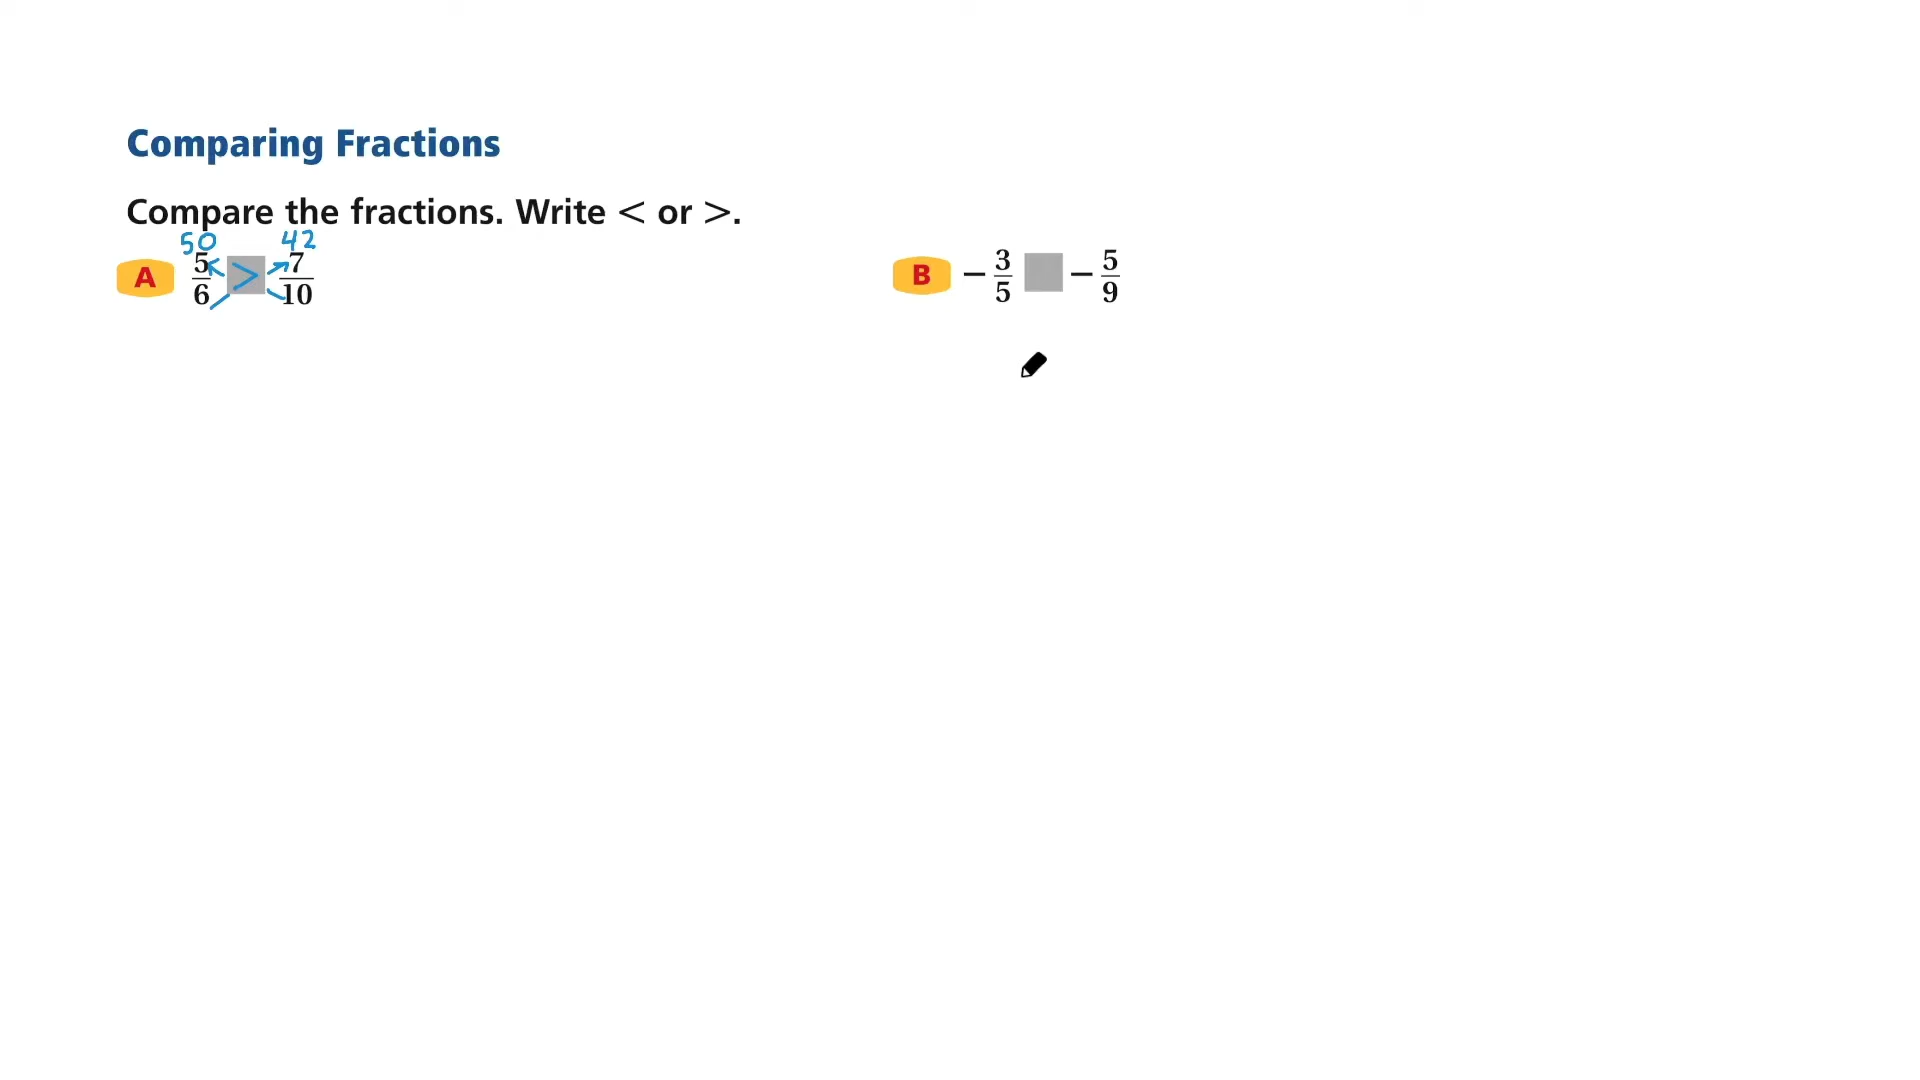 Comparing Fractions
Compare the fractions. Write < or >.
50 42
A 5/6 > 7/10
B −3/5 −5/9